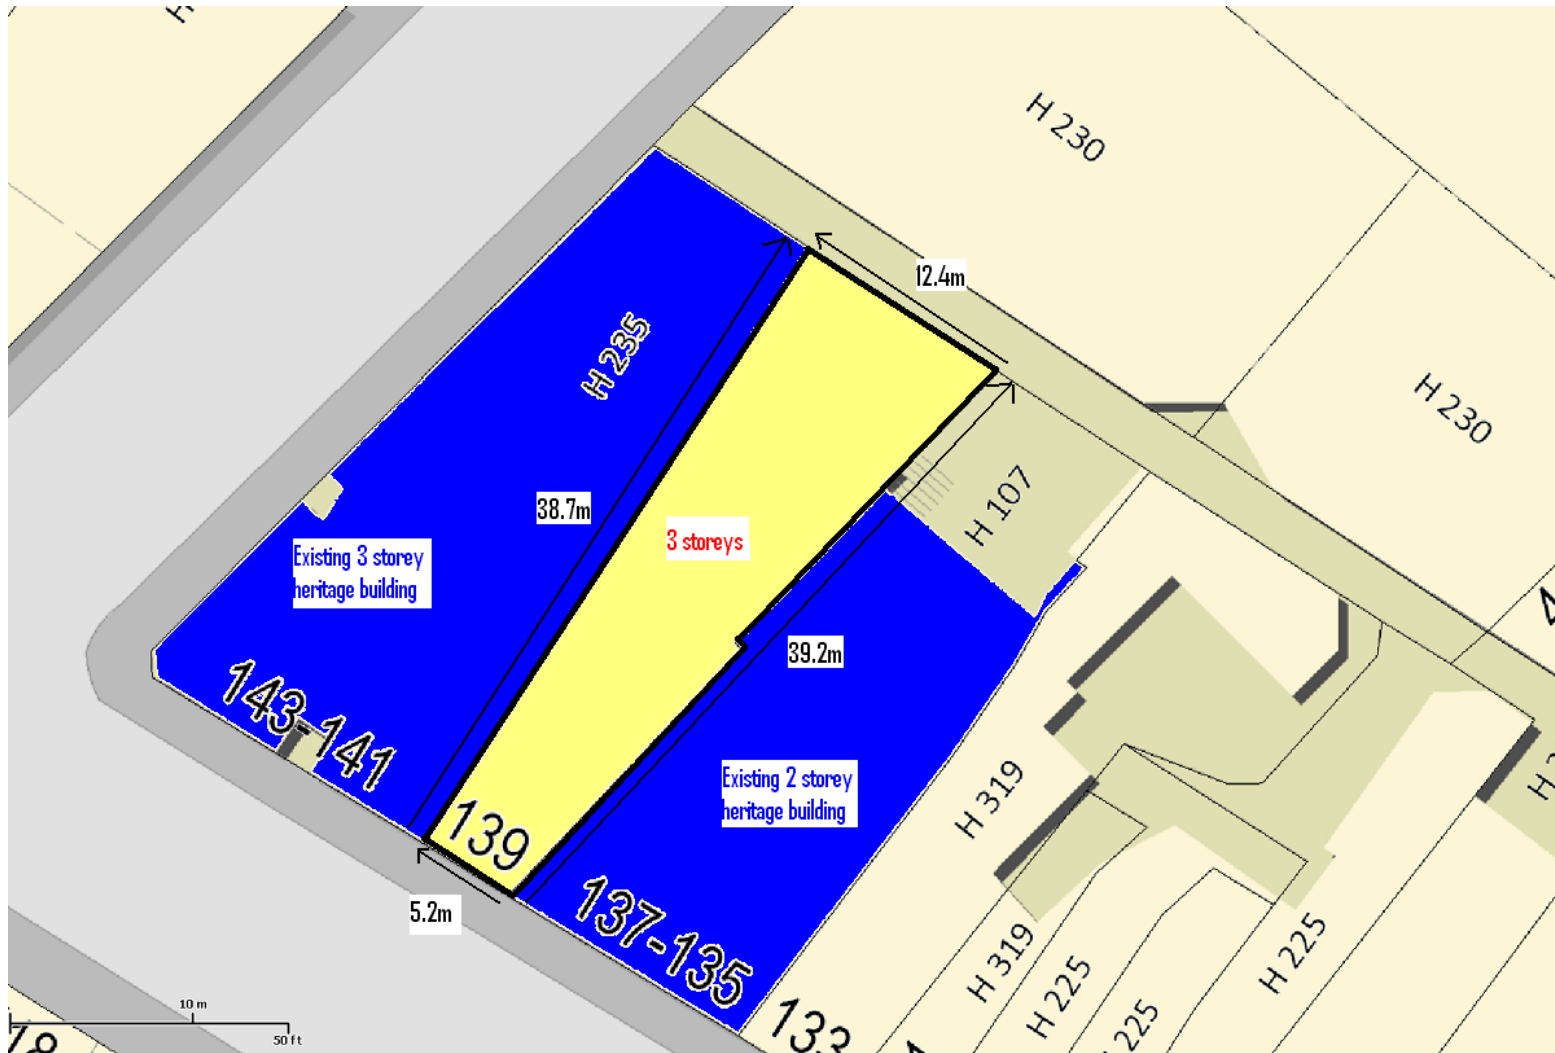 H 230
12.4m
H 235
H 230
H 107
38.7m
3 storeys
Existing 3 storey
heritage building
39.2m
143-141
Existing 2 storey
heritage building
H 319
139
5.2m
137-135
H 319
H 225
H 225
225
133
10 m
50 ft
18